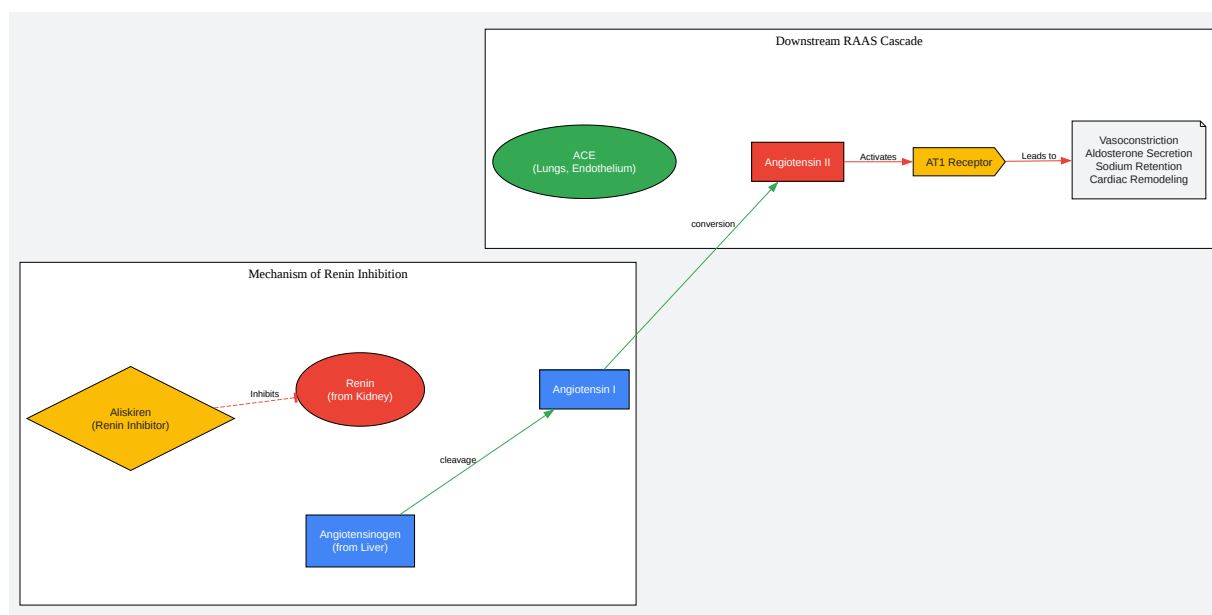 Downstream RAAS Cascade
ACE
(Lungs, Endothelium)
Angiotensin II
Activates
AT1 Receptor
Leads to
Vasoconstriction
Aldosterone Secretion
Sodium Retention
Cardiac Remodeling
conversion
Mechanism of Renin Inhibition
Aliskiren
(Renin Inhibitor)
Inhibits
Renin
(from Kidney)
Angiotensin I
cleavage
Angiotensinogen
(from Liver)